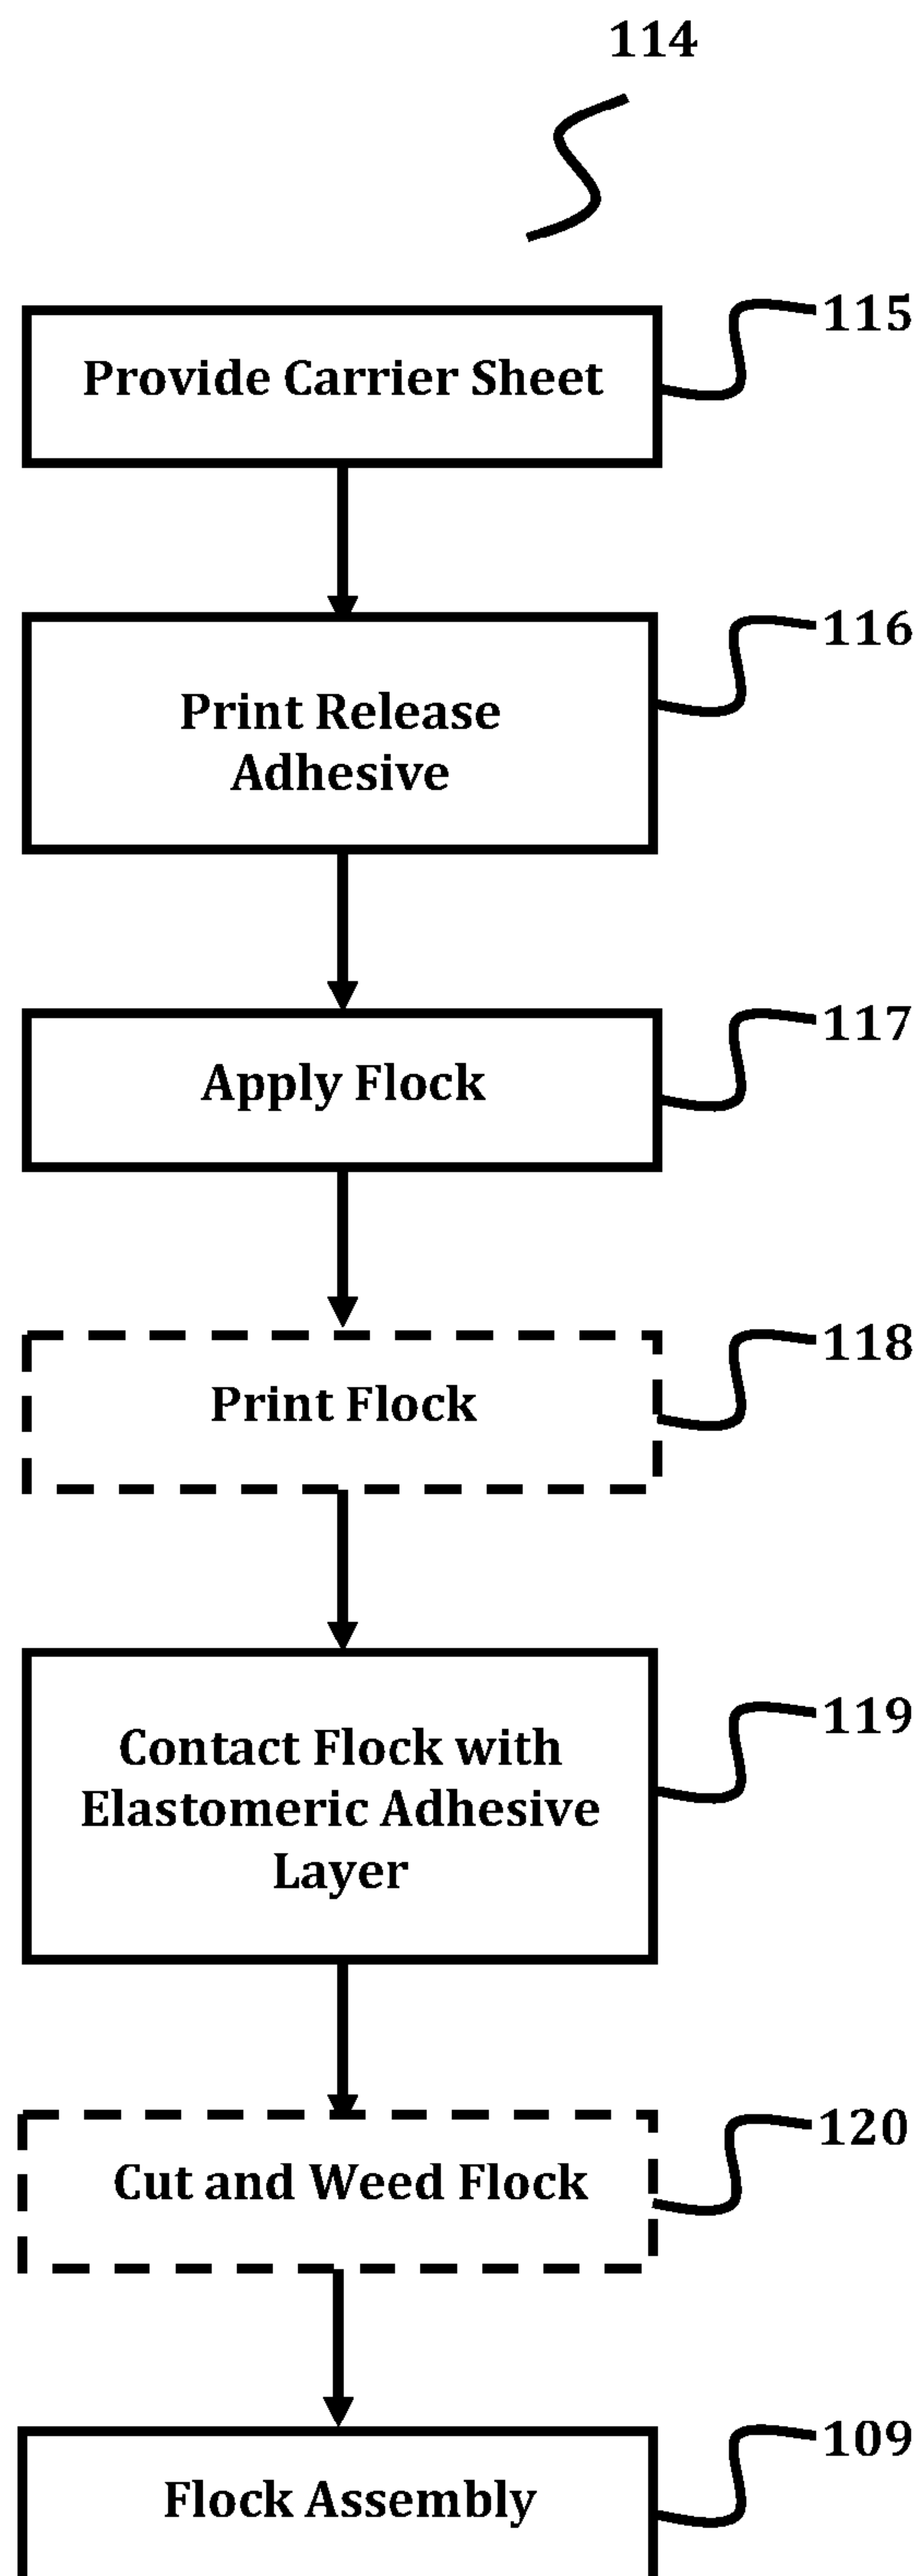 114
Provide Carrier Sheet
115
Print Release
Adhesive
116
Apply Flock
117
Print Flock
118
Contact Flock with
Elastomeric Adhesive
Layer
119
Cut and Weed Flock
120
Flock Assembly
109